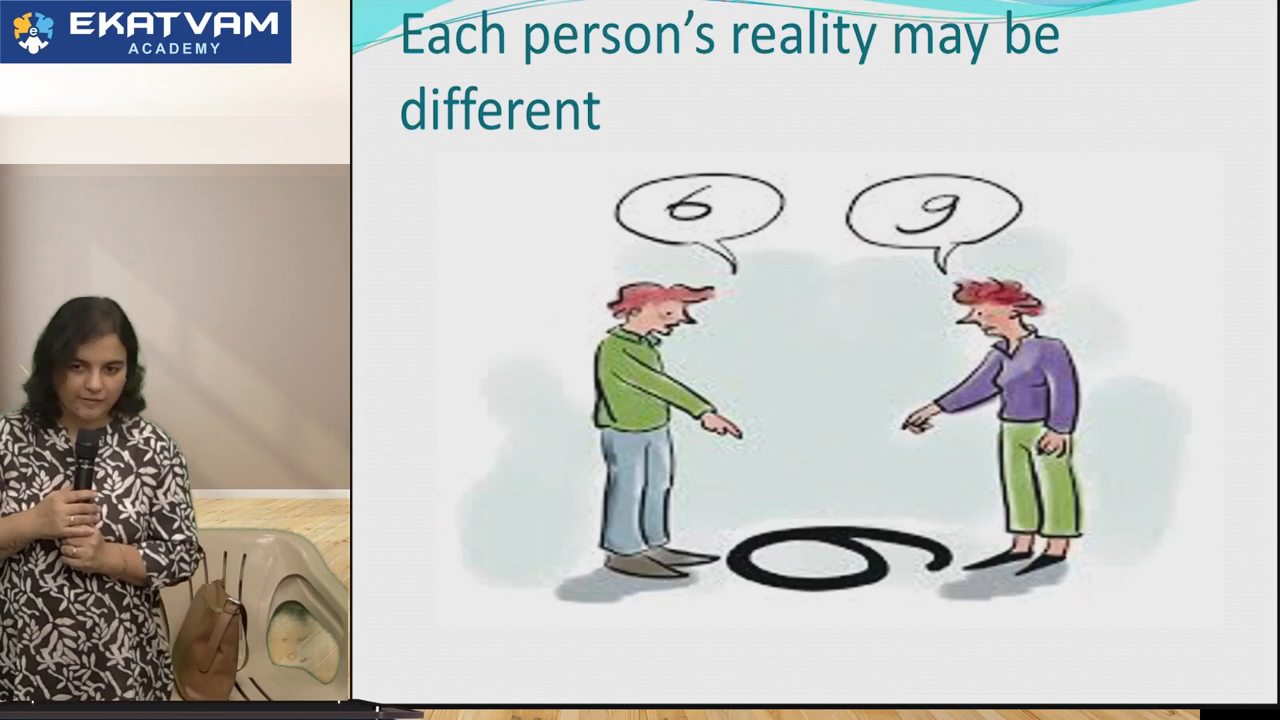 EKATVAM
ACADEMY
Each person's reality may be
different
6
9
6